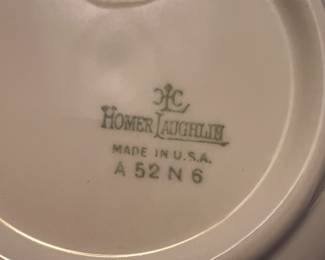 HLC
HOMER LAUGHLIN
MADE IN U.S.A.
A 52 N 6